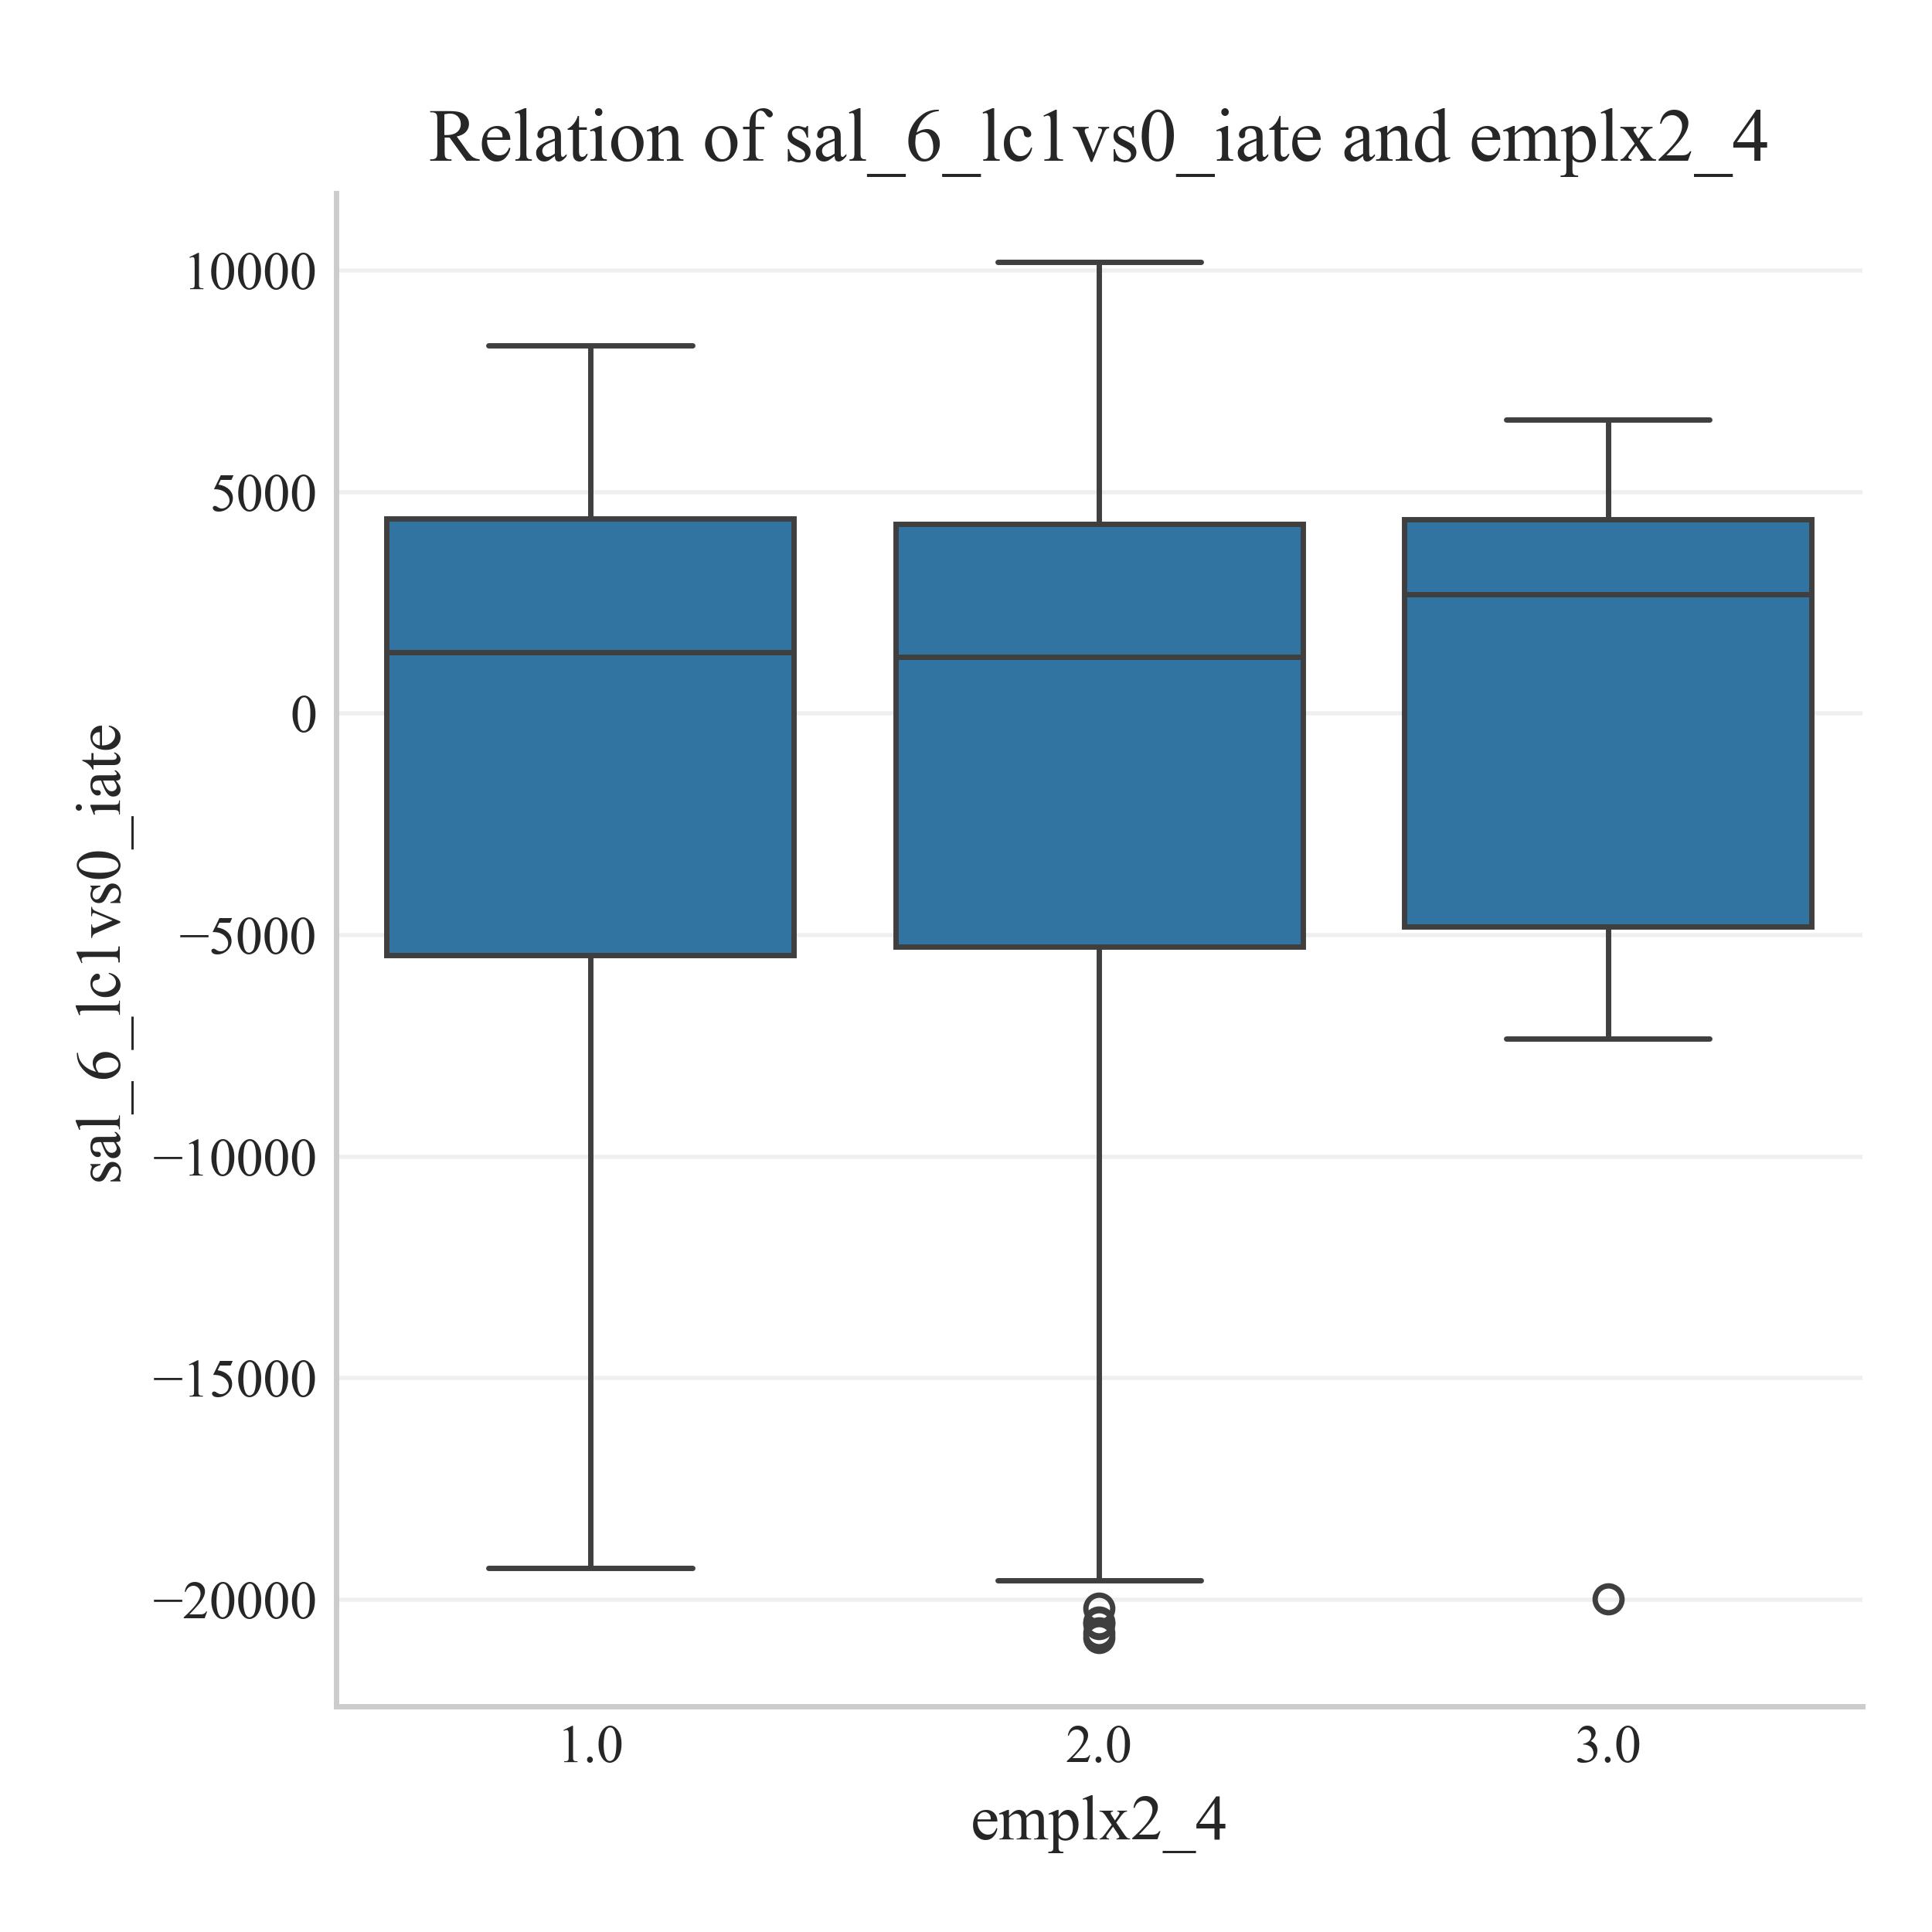 Relation of sal_6_lc1vs0_iate and emplx2_4
10000
5000
0
−5000
−10000
−15000
−20000
sal_6_lc1vs0_iate
1.0 2.0 3.0
emplx2_4